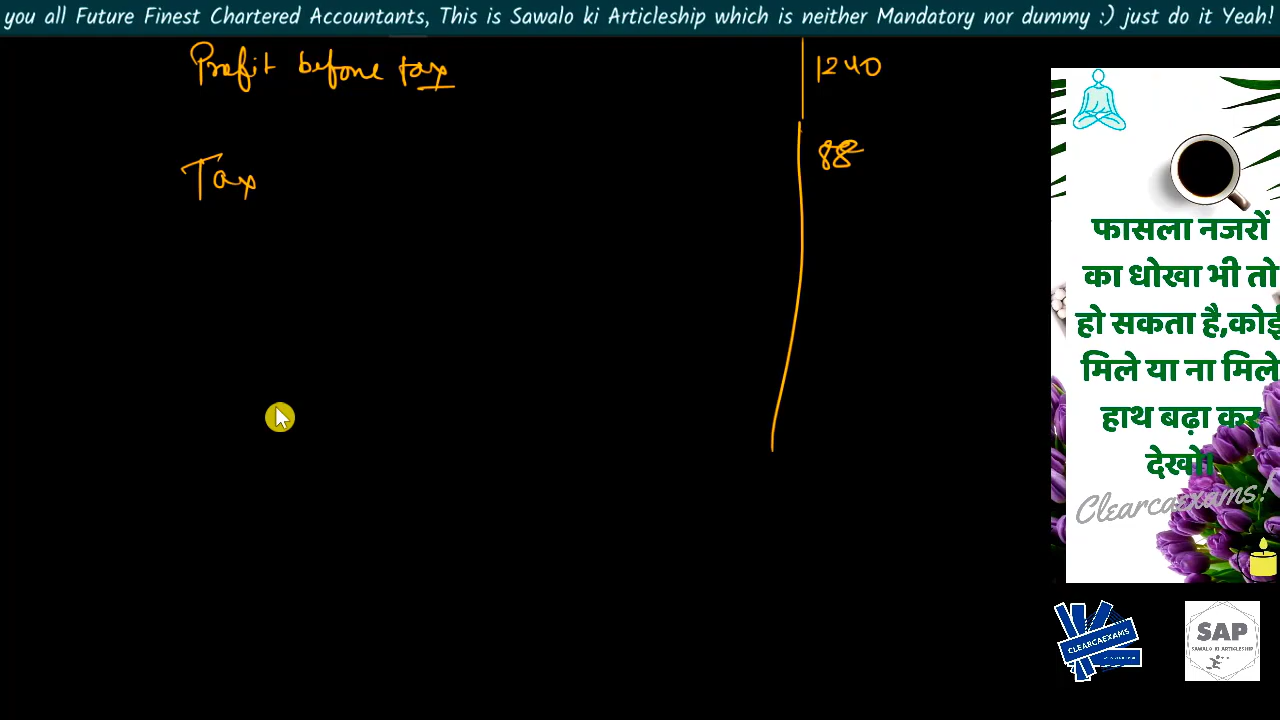 you all Future Finest Chartered Accountants, This is Sawalo ki Articleship which is neither Mandatory nor dummy :) just do it Yeah!
Profit before tax 1240
Tax 88
फासला नजरों
का धोखा भी तो
हो सकता है,कोई
मिले या ना मिले
हाथ बढ़ा कर
देखो।
Clearcaexams!
CLEARCAEXAMS
SAP
SAWALO KI ARTICLESHIP